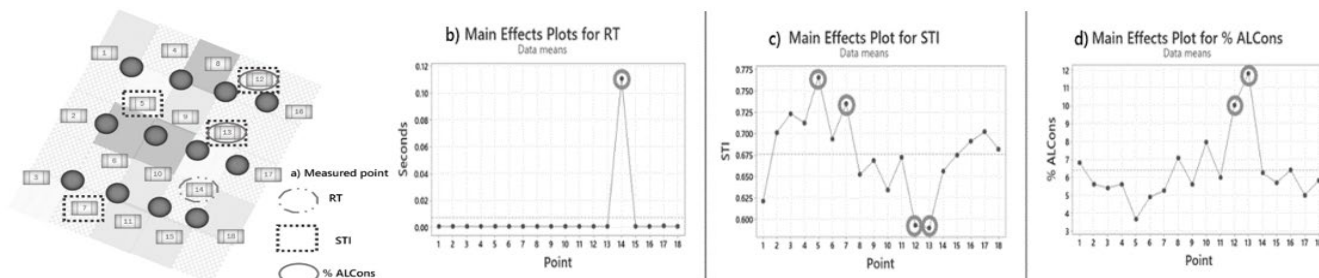 1
4
8
12
5
16
2
9
13
6
3
10
17
14
7
11
15
18
a) Measured point
RT
STI
% ALCons
b) Main Effects Plots for RT
Data means
Seconds
0.12
0.10
0.08
0.06
0.04
0.02
0.00
1 2 3 4 5 6 7 8 9 10 11 12 13 14 15 16 17 18
Point
c) Main Effect Plot for STI
Data means
STI
0.775
0.750
0.725
0.700
0.675
0.650
0.625
0.600
1 2 3 4 5 6 7 8 9 10 11 12 13 14 15 16 17 18
Point
d) Main Effect Plot for % ALCons
Data means
% ALCons
12
11
10
9
8
7
6
5
4
3
1 2 3 4 5 6 7 8 9 10 11 12 13 14 15 16 17 18
Point